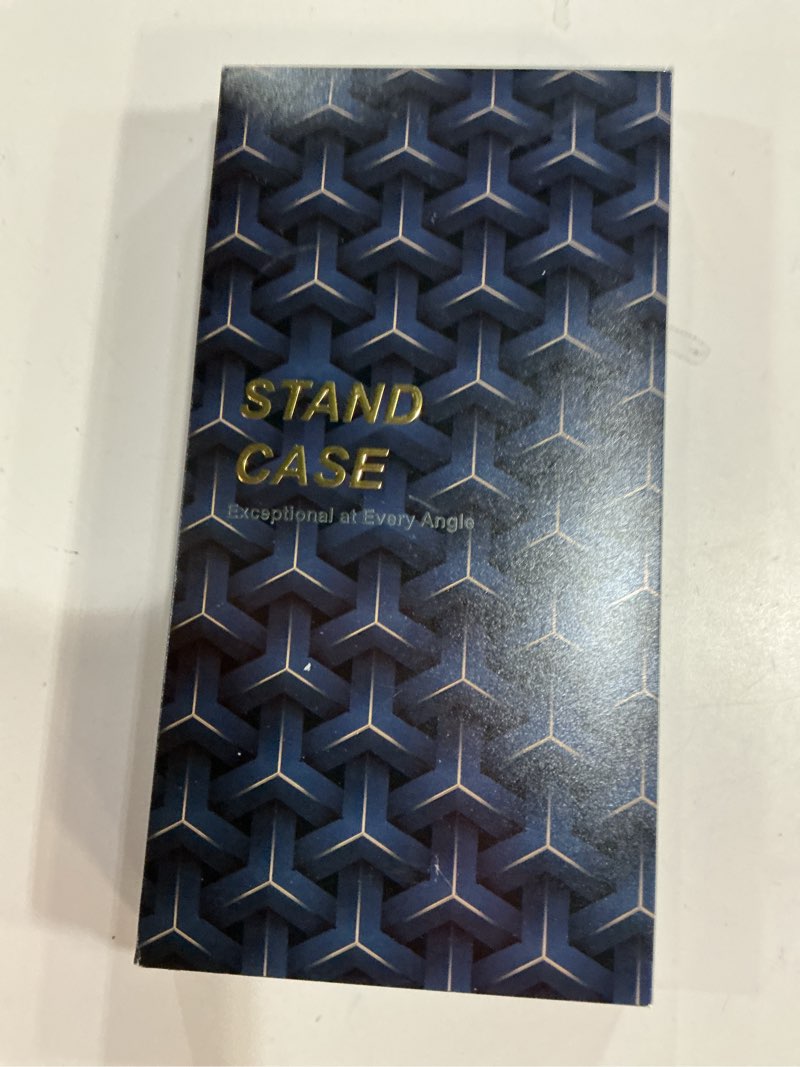 STAND
CASE
Exceptional at Every Angle